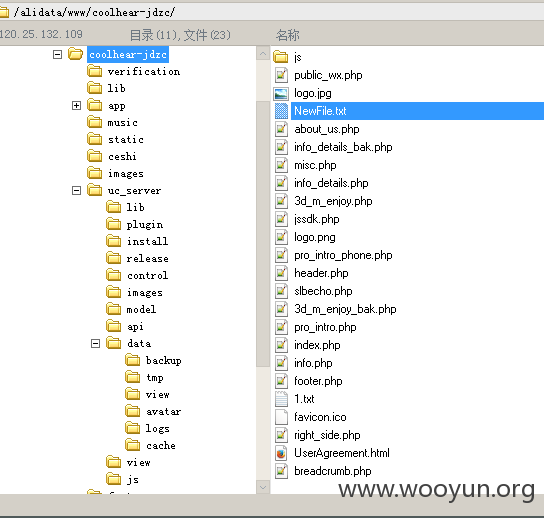 /alidata/www/coolhear-jdzc/
120.25.132.109
目录(11),文件(23)
名称
coolhear-jdzc
verification
lib
app
music
static
ceshi
images
uc_server
lib
plugin
install
release
control
images
model
api
data
backup
tmp
view
avatar
logs
cache
view
js
js
public_wx.php
logo.jpg
NewFile.txt
about_us.php
info_details_bak.php
misc.php
info_details.php
3d_m_enjoy.php
jssdk.php
logo.png
pro_intro_phone.php
header.php
slbecho.php
3d_m_enjoy_bak.php
pro_intro.php
index.php
info.php
footer.php
1.txt
favicon.ico
right_side.php
UserAgreement.html
breadcrumb.php
www.wooyun.org